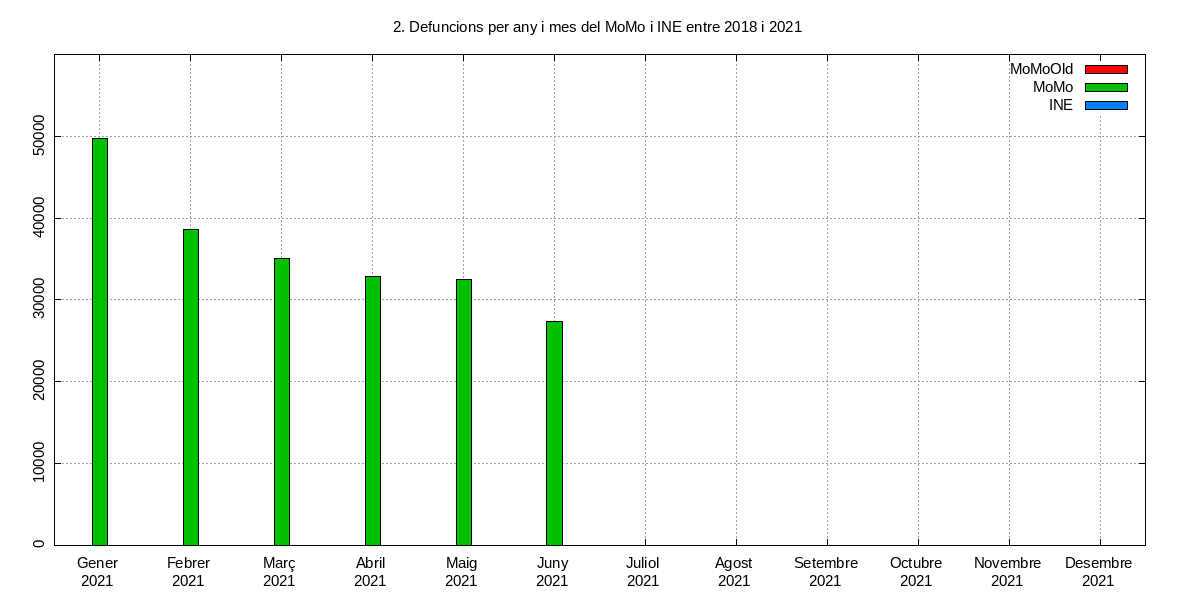 2. Defuncions per any i mes del MoMo i INE entre 2018 i 2021
MoMoOld
MoMo
INE
50000
40000
30000
20000
10000
0
Gener Febrer Març Abril Maig Juny Juliol Agost Setembre Octubre Novembre Desembre
2021 2021 2021 2021 2021 2021 2021 2021 2021 2021 2021 2021